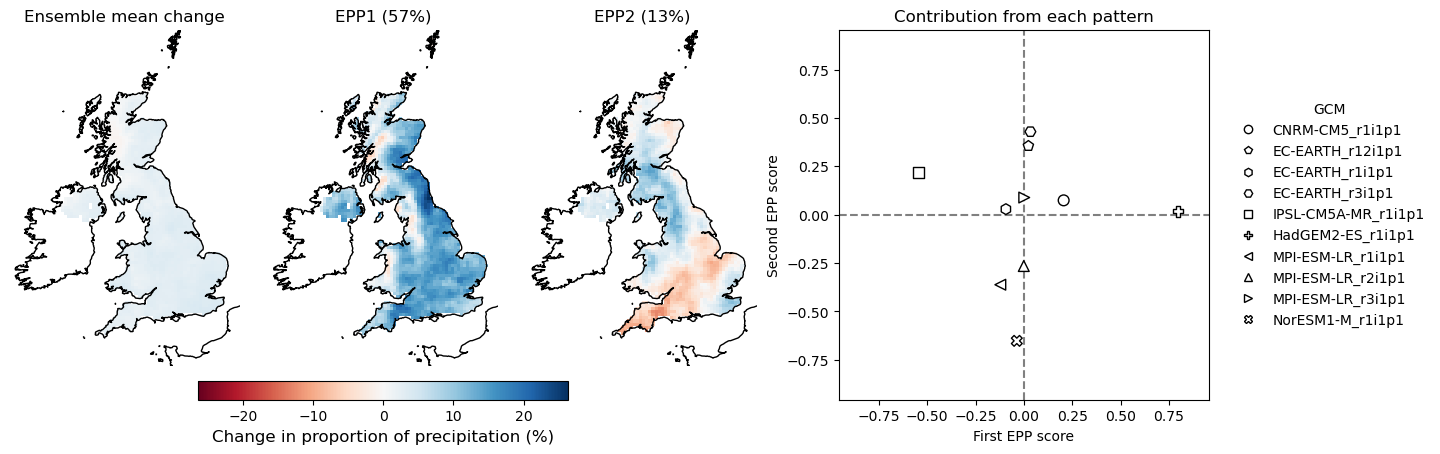 Ensemble mean change
EPP1 (57%)
EPP2 (13%)
−20 −10 0 10 20
Change in proportion of precipitation (%)
Contribution from each pattern
Second EPP score
0.75
0.50
0.25
0.00
−0.25
−0.50
−0.75
−0.75 −0.50 −0.25 0.00 0.25 0.50 0.75
First EPP score
GCM
CNRM-CM5_r1i1p1
EC-EARTH_r12i1p1
EC-EARTH_r1i1p1
EC-EARTH_r3i1p1
IPSL-CM5A-MR_r1i1p1
HadGEM2-ES_r1i1p1
MPI-ESM-LR_r1i1p1
MPI-ESM-LR_r2i1p1
MPI-ESM-LR_r3i1p1
NorESM1-M_r1i1p1